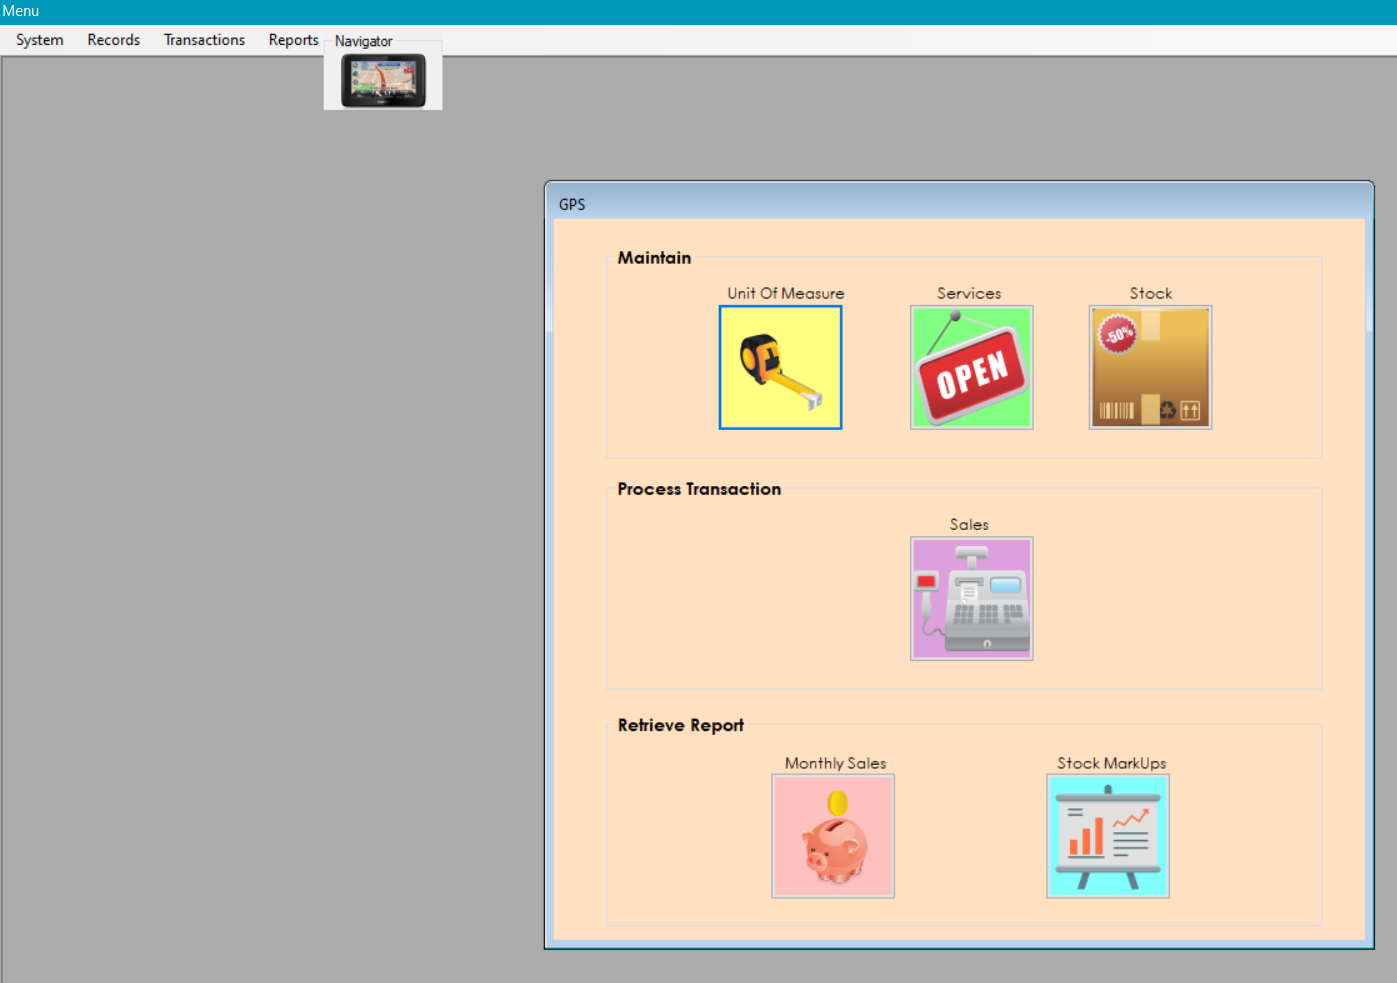 Menu
System Records Transactions Reports Navigator
GPS
Maintain
Unit Of Measure Services Stock
-50%
OPEN
Process Transaction
Sales
Retrieve Report
Monthly Sales Stock MarkUps